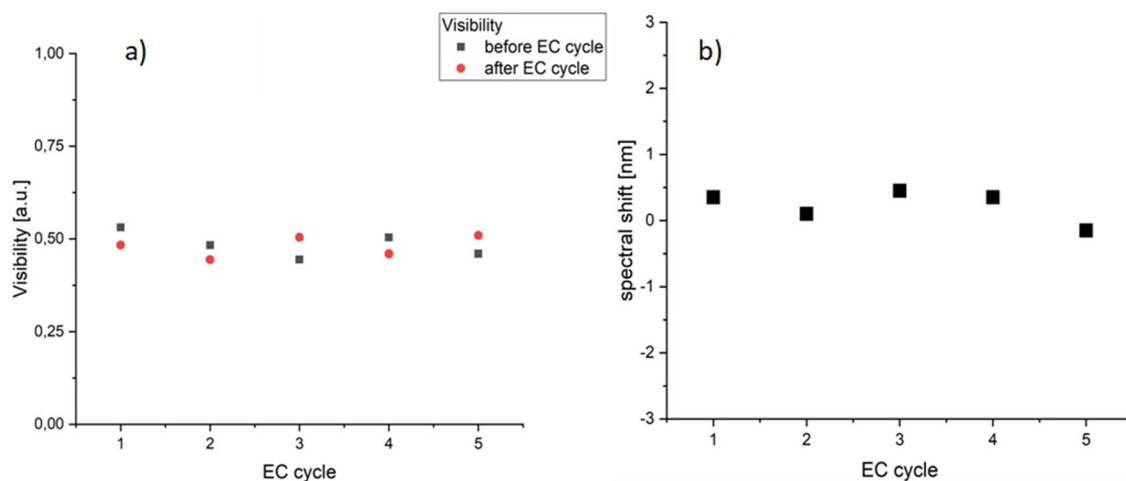 a)
Visibility
before EC cycle
after EC cycle
1,00
0,75
0,50
0,25
0,00
Visibility [a.u.]
1 2 3 4 5
EC cycle
b)
3
2
1
0
-1
-2
-3
spectral shift [nm]
1 2 3 4 5
EC cycle